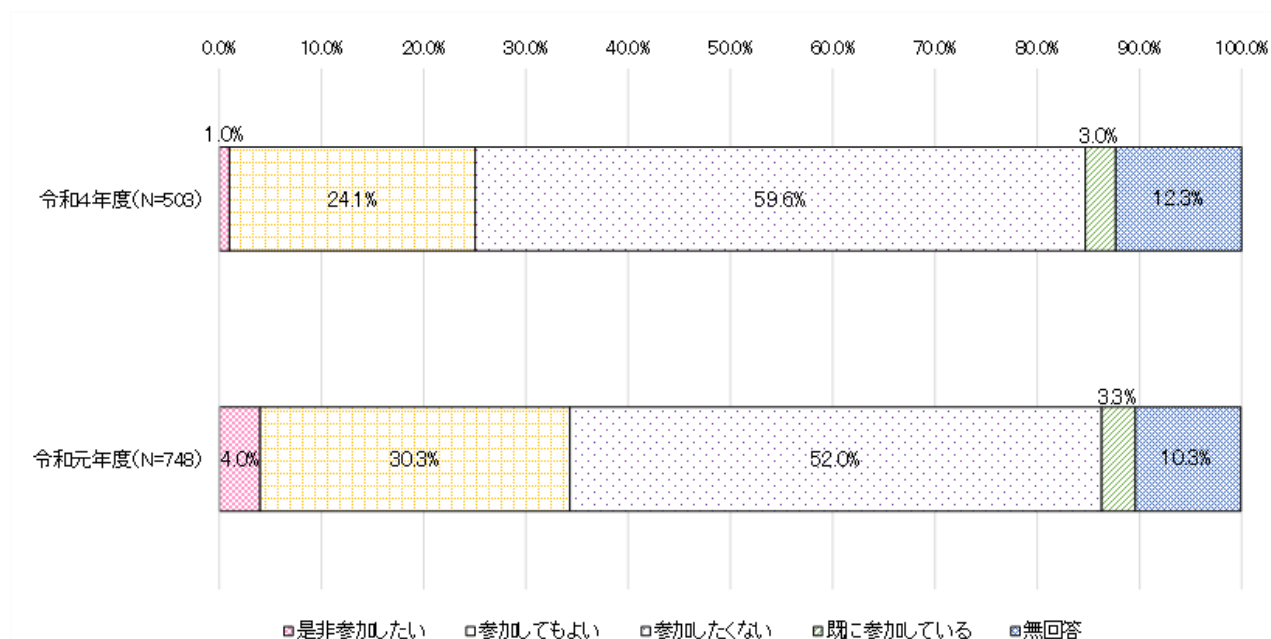 0.0% 10.0% 20.0% 30.0% 40.0% 50.0% 60.0% 70.0% 80.0% 90.0% 100.0%
1.0% 3.0%
令和4年度(N=503) 24.1% 59.6% 12.3%
3.3%
令和元年度(N=748) 4.0% 30.3% 52.0% 10.3%
是非参加したい 参加してもよい 参加したくない 既に参加している 無回答